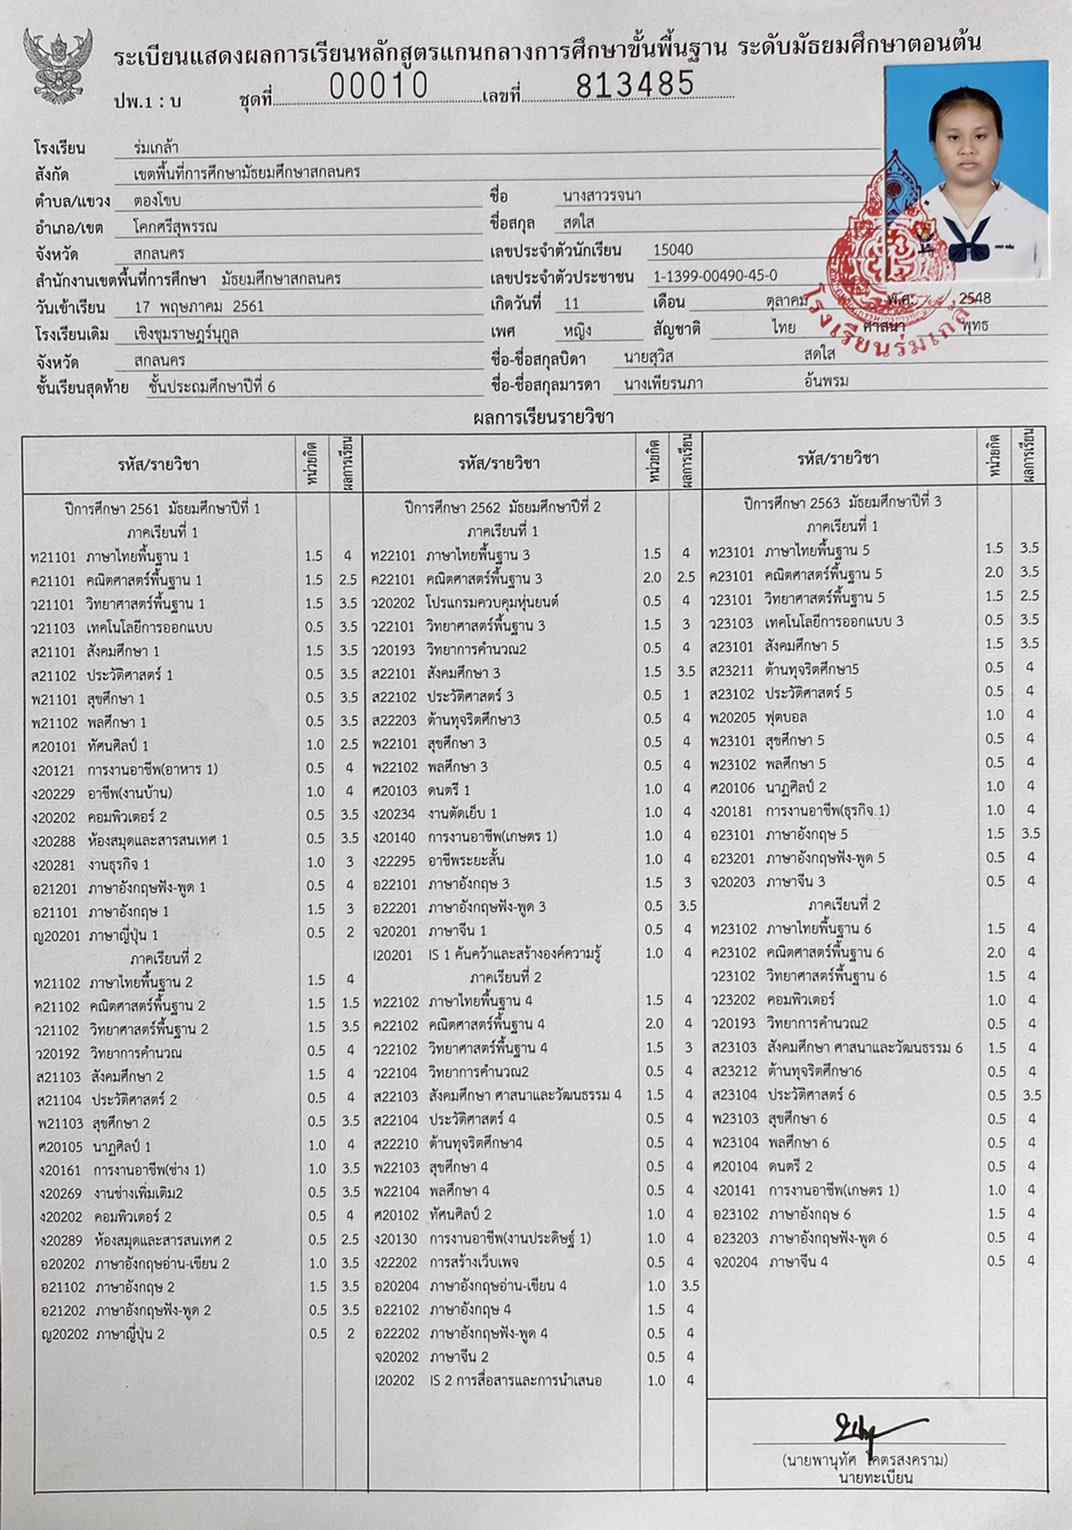 ระเบียนแสดงผลการเรียนหลักสูตรแกนกลางการศึกษาขั้นพื้นฐาน ระดับมัธยมศึกษาตอนต้น
ปพ.1 : บ ชุดที่ 00010 เลขที่ 813485
โรงเรียน ร่มเกล้า
สังกัด เขตพื้นที่การศึกษามัธยมศึกษาสกลนคร
ตำบล/แขวง ตองโขบ
อำเภอ/เขต โคกศรีสุพรรณ
จังหวัด สกลนคร
สำนักงานเขตพื้นที่การศึกษา มัธยมศึกษาสกลนคร
วันเข้าเรียน 17 พฤษภาคม 2561
โรงเรียนเดิม เชิงชุมราษฎร์นุกูล
จังหวัด สกลนคร
ชั้นเรียนสุดท้าย ชั้นประถมศึกษาปีที่ 6
ชื่อ นางสาวรจนา
ชื่อสกุล สดใส
เลขประจำตัวนักเรียน 15040
เลขประจำตัวประชาชน 1-1399-00490-45-0
เกิดวันที่ 11 เดือน ตุลาคม พ.ศ. 2548
เพศ หญิง สัญชาติ ไทย ศาสนา พุทธ
ชื่อ-ชื่อสกุลบิดา นายสุวิส สดใส
ชื่อ-ชื่อสกุลมารดา นางเพียรนภา อ้นพรม
โรงเรียนร่มเกล้า
ผลการเรียนรายวิชา
รหัส/รายวิชา หน่วยกิต ผลการเรียน
ปีการศึกษา 2561 มัธยมศึกษาปีที่ 1
ภาคเรียนที่ 1
ท21101 ภาษาไทยพื้นฐาน 1 1.5 4
ค21101 คณิตศาสตร์พื้นฐาน 1 1.5 2.5
ว21101 วิทยาศาสตร์พื้นฐาน 1 1.5 3.5
ว21103 เทคโนโลยีการออกแบบ 0.5 3.5
ส21101 สังคมศึกษา 1 1.5 3.5
ส21102 ประวัติศาสตร์ 1 0.5 3.5
พ21101 สุขศึกษา 1 0.5 3.5
พ21102 พลศึกษา 1 0.5 3.5
ศ20101 ทัศนศิลป์ 1 1.0 2.5
ง20121 การงานอาชีพ(อาหาร 1) 0.5 4
ง20229 อาชีพ(งานบ้าน) 1.0 4
ง20202 คอมพิวเตอร์ 2 0.5 3.5
ง20288 ห้องสมุดและสารสนเทศ 1 0.5 3.5
ง20281 งานธุรกิจ 1 1.0 3
อ21201 ภาษาอังกฤษฟัง-พูด 1 0.5 4
อ21101 ภาษาอังกฤษ 1 1.5 3
ญ20201 ภาษาญี่ปุ่น 1 0.5 2
ภาคเรียนที่ 2
ท21102 ภาษาไทยพื้นฐาน 2 1.5 4
ค21102 คณิตศาสตร์พื้นฐาน 2 1.5 1.5
ว21102 วิทยาศาสตร์พื้นฐาน 2 1.5 3.5
ว20192 วิทยาการคำนวณ 0.5 4
ส21103 สังคมศึกษา 2 1.5 4
ส21104 ประวัติศาสตร์ 2 0.5 4
พ21103 สุขศึกษา 2 0.5 3.5
ศ20105 นาฏศิลป์ 1 1.0 4
ง20161 การงานอาชีพ(ช่าง 1) 1.0 3.5
ง20269 งานช่างเพิ่มเติม2 0.5 3.5
ง20202 คอมพิวเตอร์ 2 0.5 4
ง20289 ห้องสมุดและสารสนเทศ 2 0.5 2.5
อ20202 ภาษาอังกฤษอ่าน-เขียน 2 1.0 3.5
อ21102 ภาษาอังกฤษ 2 1.5 3.5
อ21202 ภาษาอังกฤษฟัง-พูด 2 0.5 3.5
ญ20202 ภาษาญี่ปุ่น 2 0.5 2
รหัส/รายวิชา หน่วยกิต ผลการเรียน
ปีการศึกษา 2562 มัธยมศึกษาปีที่ 2
ภาคเรียนที่ 1
ท22101 ภาษาไทยพื้นฐาน 3 1.5 4
ค22101 คณิตศาสตร์พื้นฐาน 3 2.0 2.5
ว20202 โปรแกรมควบคุมหุ่นยนต์ 0.5 4
ว22101 วิทยาศาสตร์พื้นฐาน 3 1.5 3
ว20193 วิทยาการคำนวณ2 0.5 4
ส22101 สังคมศึกษา 3 1.5 3.5
ส22102 ประวัติศาสตร์ 3 0.5 1
ส22203 ต้านทุจริตศึกษา3 0.5 4
พ22101 สุขศึกษา 3 0.5 4
พ22102 พลศึกษา 3 0.5 4
ศ20103 ดนตรี 1 1.0 4
ง20234 งานตัดเย็บ 1 1.0 4
ง20140 การงานอาชีพ(เกษตร 1) 1.0 4
ง22295 อาชีพระยะสั้น 1.0 4
อ22101 ภาษาอังกฤษ 3 1.5 3
อ22201 ภาษาอังกฤษฟัง-พูด 3 0.5 3.5
จ20201 ภาษาจีน 1 0.5 4
I20201 IS 1 ค้นคว้าและสร้างองค์ความรู้ 1.0 4
ภาคเรียนที่ 2
ท22102 ภาษาไทยพื้นฐาน 4 1.5 4
ค22102 คณิตศาสตร์พื้นฐาน 4 2.0 4
ว22102 วิทยาศาสตร์พื้นฐาน 4 1.5 3
ว22104 วิทยาการคำนวณ2 0.5 4
ส22103 สังคมศึกษา ศาสนาและวัฒนธรรม 4 1.5 4
ส22104 ประวัติศาสตร์ 4 0.5 4
ส22210 ต้านทุจริตศึกษา4 0.5 4
พ22103 สุขศึกษา 4 0.5 4
พ22104 พลศึกษา 4 0.5 4
ศ20102 ทัศนศิลป์ 2 1.0 4
ง20130 การงานอาชีพ(งานประดิษฐ์ 1) 1.0 4
ง22202 การสร้างเว็บเพจ 0.5 4
อ20204 ภาษาอังกฤษอ่าน-เขียน 4 1.0 3.5
อ22102 ภาษาอังกฤษ 4 1.5 4
อ22202 ภาษาอังกฤษฟัง-พูด 4 0.5 4
จ20202 ภาษาจีน 2 0.5 4
I20202 IS 2 การสื่อสารและการนำเสนอ 1.0 4
รหัส/รายวิชา หน่วยกิต ผลการเรียน
ปีการศึกษา 2563 มัธยมศึกษาปีที่ 3
ภาคเรียนที่ 1
ท23101 ภาษาไทยพื้นฐาน 5 1.5 3.5
ค23101 คณิตศาสตร์พื้นฐาน 5 2.0 3.5
ว23101 วิทยาศาสตร์พื้นฐาน 5 1.5 2.5
ว23103 เทคโนโลยีการออกแบบ 3 0.5 3.5
ส23101 สังคมศึกษา 5 1.5 3.5
ส23211 ต้านทุจริตศึกษา5 0.5 4
ส23102 ประวัติศาสตร์ 5 0.5 4
พ20205 ฟุตบอล 1.0 4
พ23101 สุขศึกษา 5 0.5 4
พ23102 พลศึกษา 5 0.5 4
ศ20106 นาฏศิลป์ 2 1.0 4
ง20181 การงานอาชีพ(ธุรกิจ 1) 1.0 4
อ23101 ภาษาอังกฤษ 5 1.5 3.5
อ23201 ภาษาอังกฤษฟัง-พูด 5 0.5 4
จ20203 ภาษาจีน 3 0.5 4
ภาคเรียนที่ 2
ท23102 ภาษาไทยพื้นฐาน 6 1.5 4
ค23102 คณิตศาสตร์พื้นฐาน 6 2.0 4
ว23102 วิทยาศาสตร์พื้นฐาน 6 1.5 4
ว23202 คอมพิวเตอร์ 1.0 4
ว20193 วิทยาการคำนวณ2 0.5 4
ส23103 สังคมศึกษา ศาสนาและวัฒนธรรม 6 1.5 4
ส23212 ต้านทุจริตศึกษา6 0.5 4
ส23104 ประวัติศาสตร์ 6 0.5 3.5
พ23103 สุขศึกษา 6 0.5 4
พ23104 พลศึกษา 6 0.5 4
ศ20104 ดนตรี 2 0.5 4
ง20141 การงานอาชีพ(เกษตร 1) 1.0 4
อ23102 ภาษาอังกฤษ 6 1.5 4
อ23203 ภาษาอังกฤษฟัง-พูด 6 0.5 4
จ20204 ภาษาจีน 4 0.5 4
(นายพานุทัศ โคตรสงคราม)
นายทะเบียน